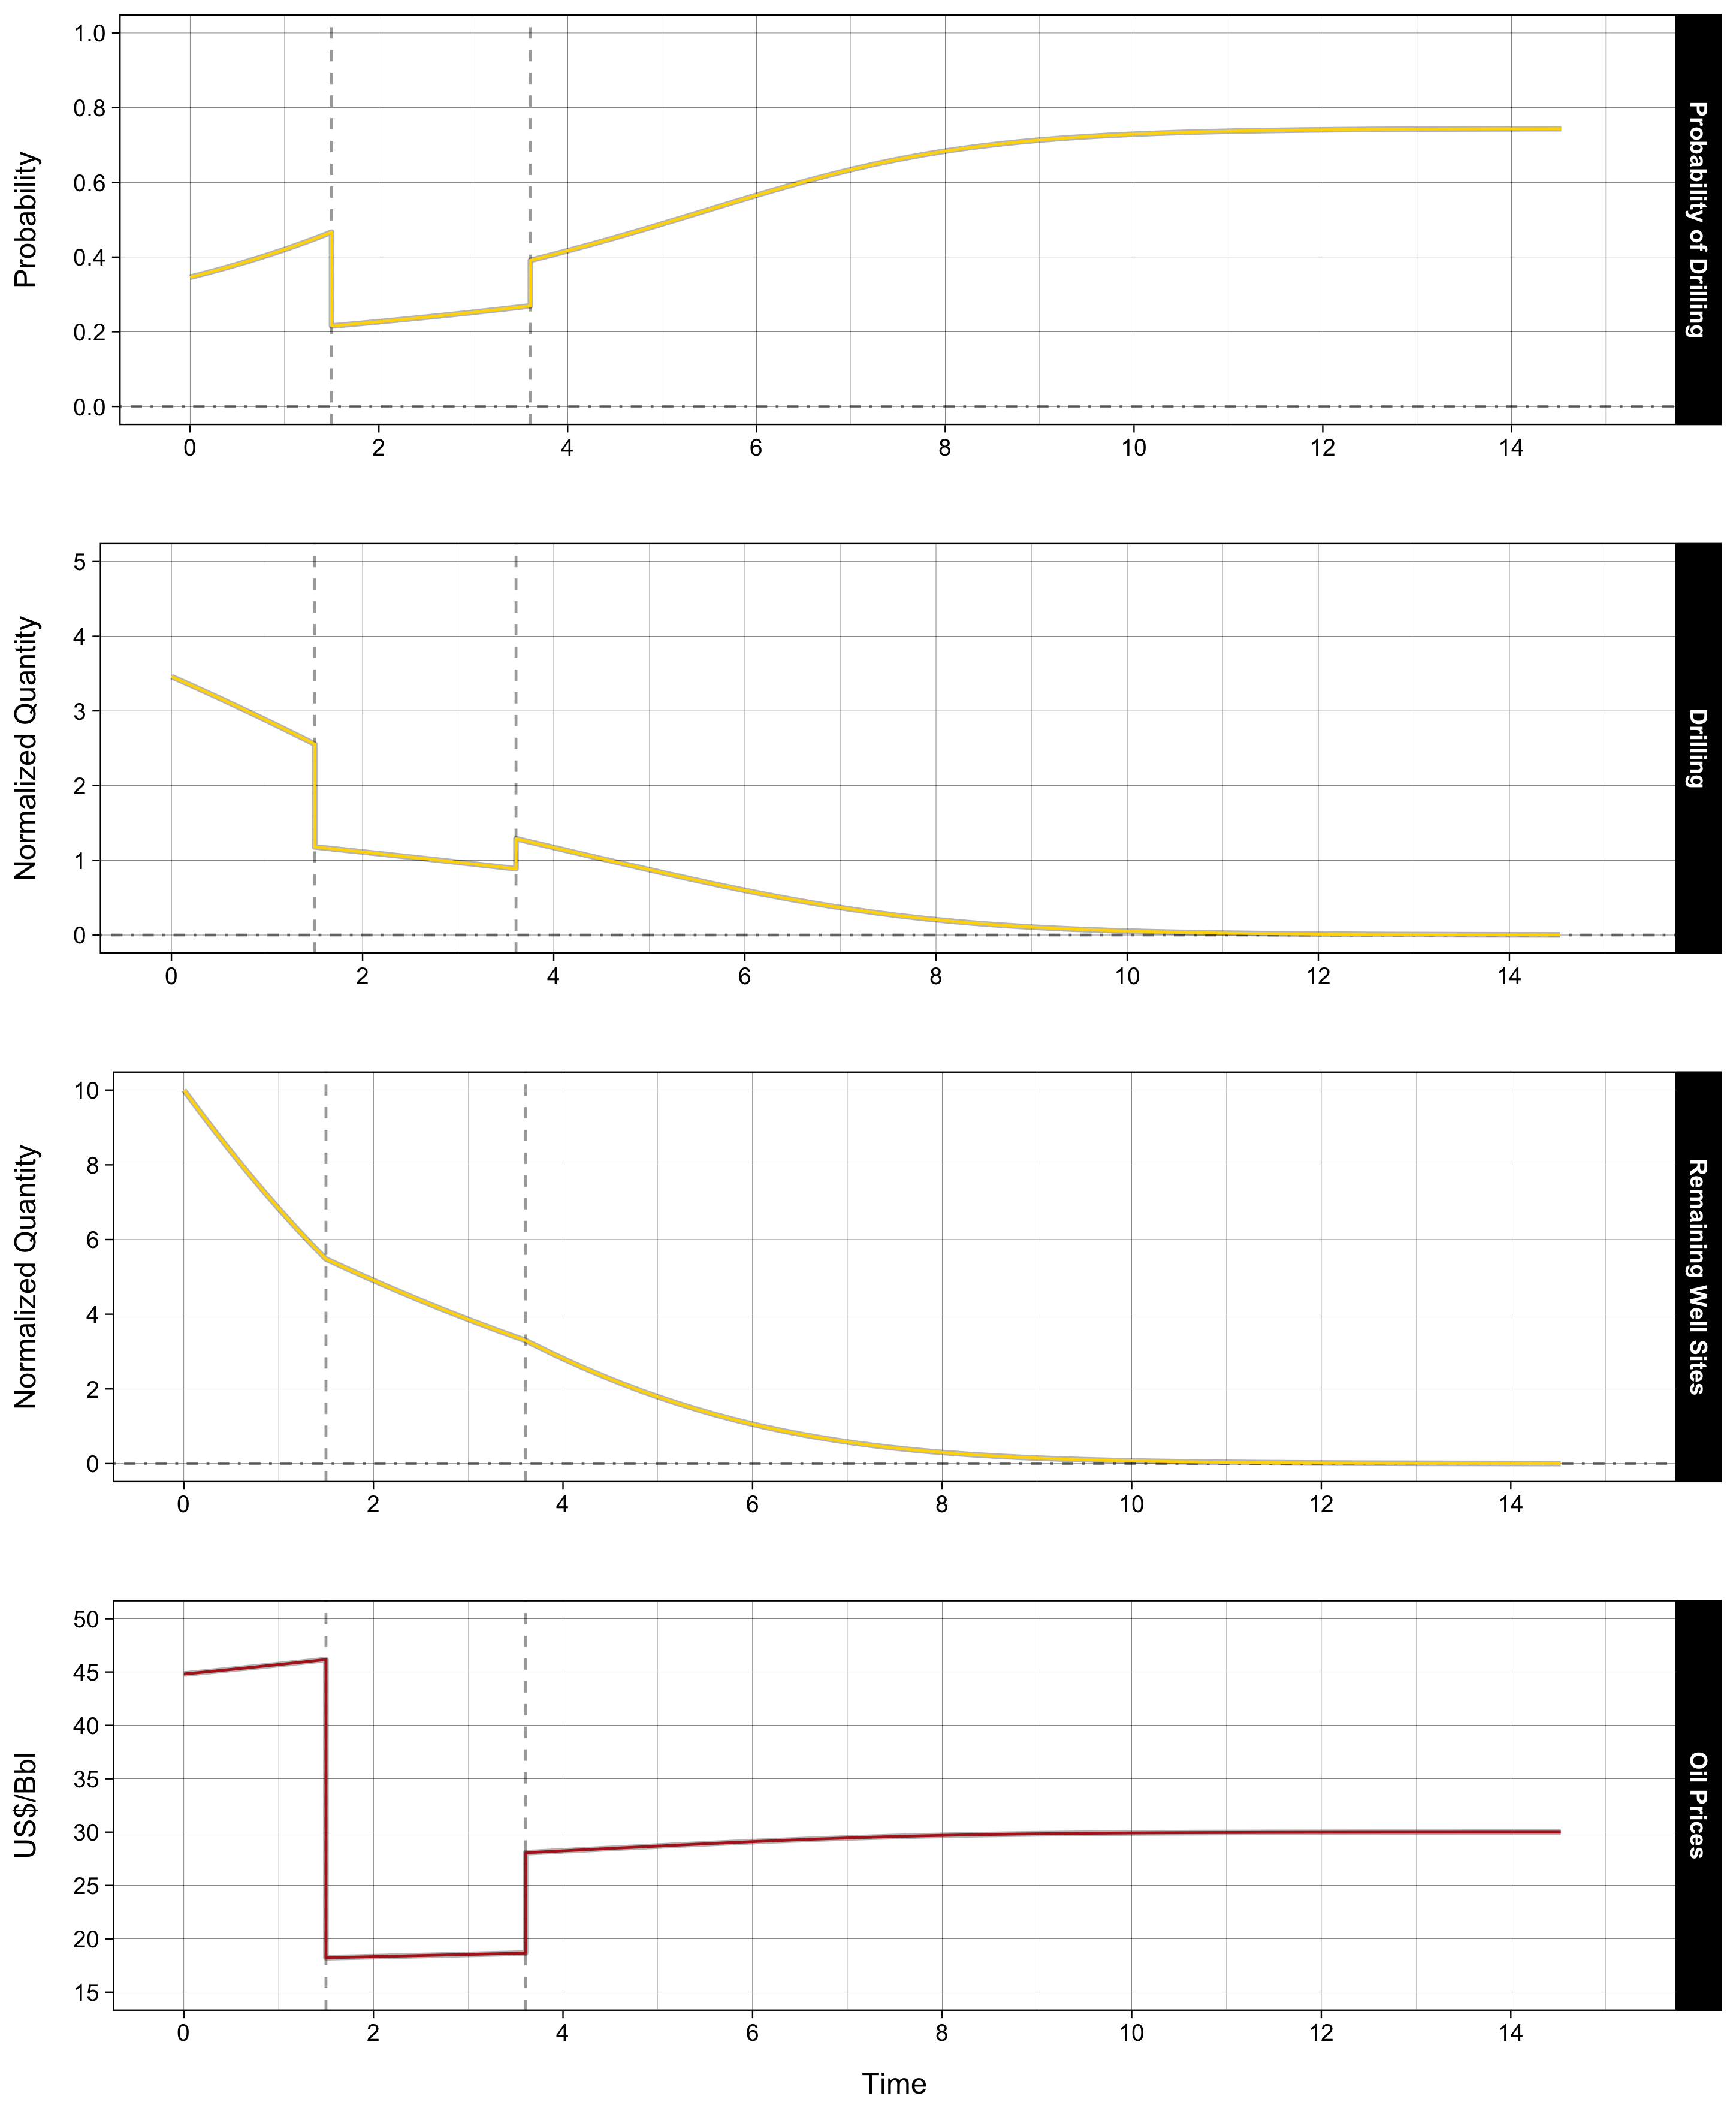 Probability
1.0
0.8
0.6
0.4
0.2
0.0
0 2 4 6 8 10 12 14
Probability of Drilling
Normalized Quantity
5
4
3
2
1
0
0 2 4 6 8 10 12 14
Drilling
Normalized Quantity
10
8
6
4
2
0
0 2 4 6 8 10 12 14
Remaining Well Sites
US$/Bbl
50
45
40
35
30
25
20
15
0 2 4 6 8 10 12 14
Oil Prices
Time